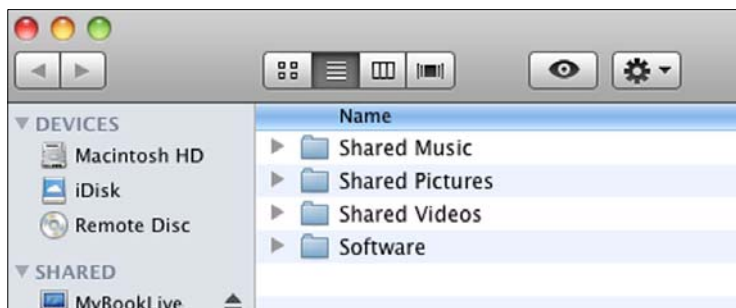 DEVICES
Macintosh HD
iDisk
Remote Disc
SHARED
MyBookLive
Name
Shared Music
Shared Pictures
Shared Videos
Software